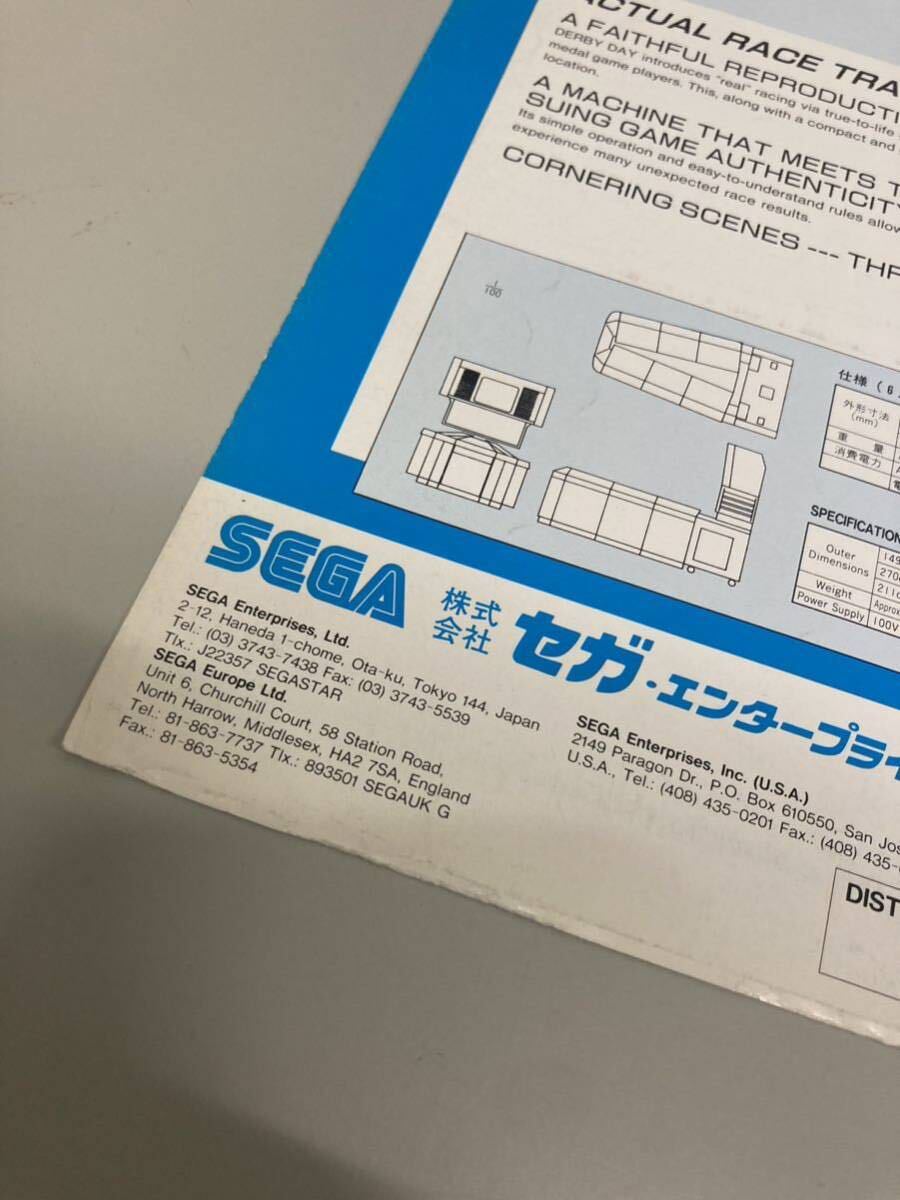 ACTUAL RACE TRA
A FAITHFUL REPRODUCTI
DERBY DAY introduces "real" racing via true-to-life
medal game players. This, along with a compact and
location.
A MACHINE THAT MEETS T
SUING GAME AUTHENTICITY
Its simple operation and easy-to-understand rules allow
experience many unexpected race results.
CORNERING SCENES --- THR
1/100
仕様 ( 6
外形寸法
(mm)
重 量
消費電力
SPECIFICATION
Outer
Dimensions
149
270
211
Weight
Approx
Power Supply
100V
SEGA
株式
会社
セガ・エンタープライ
SEGA Enterprises, Ltd.
2-12, Haneda 1-chome, Ota-ku, Tokyo 144, Japan
Tel.: (03) 3743-7438 Fax: (03) 3743-5539
Tlx.: J22357 SEGASTAR
SEGA Europe Ltd.
Unit 6, Churchill Court, 58 Station Road,
North Harrow, Middlesex, HA2 7SA, England
Tel.: 81-863-7737 Tlx.: 893501 SEGAUK G
Fax.: 81-863-5354
SEGA Enterprises, Inc. (U.S.A.)
2149 Paragon Dr., P.O. Box 610550, San Jos
U.S.A., Tel.: (408) 435-0201 Fax.: (408) 435-
DIST